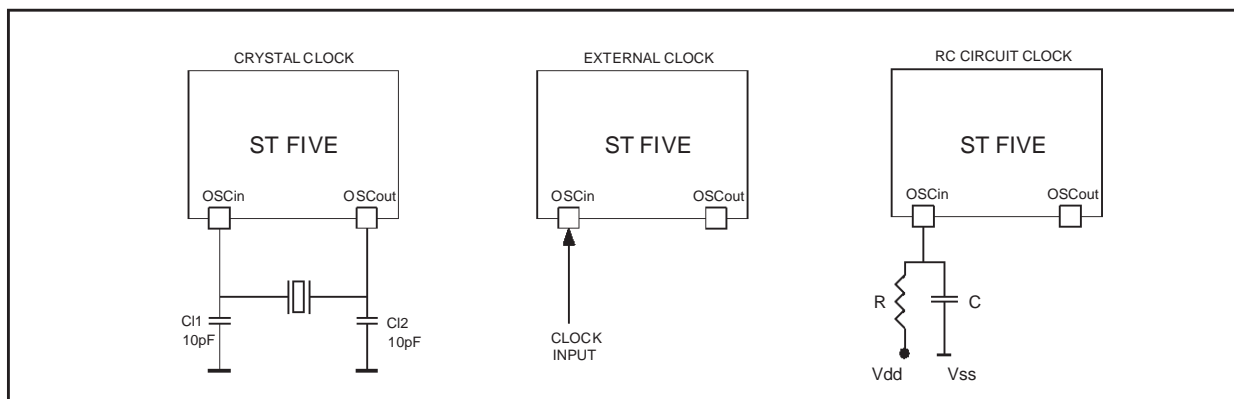 CRYSTAL CLOCK
ST FIVE
OSCin
OSCout
Cl1
10pF
Cl2
10pF
EXTERNAL CLOCK
ST FIVE
OSCin
OSCout
CLOCK
INPUT
RC CIRCUIT CLOCK
ST FIVE
OSCin
OSCout
R
C
Vdd
Vss